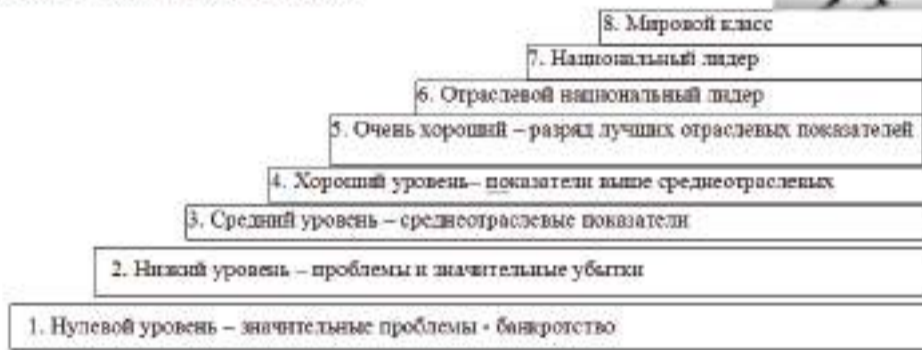 8. Мировой класс
7. Национальный лидер
6. Отраслевой национальный лидер
5. Очень хороший – разряд лучших отраслевых показателей
4. Хороший уровень– показатели выше среднеотраслевых
3. Средний уровень – среднеотраслевые показатели
2. Низкий уровень – проблемы и значительные убытки
1. Нулевой уровень – значительные проблемы - банкротство